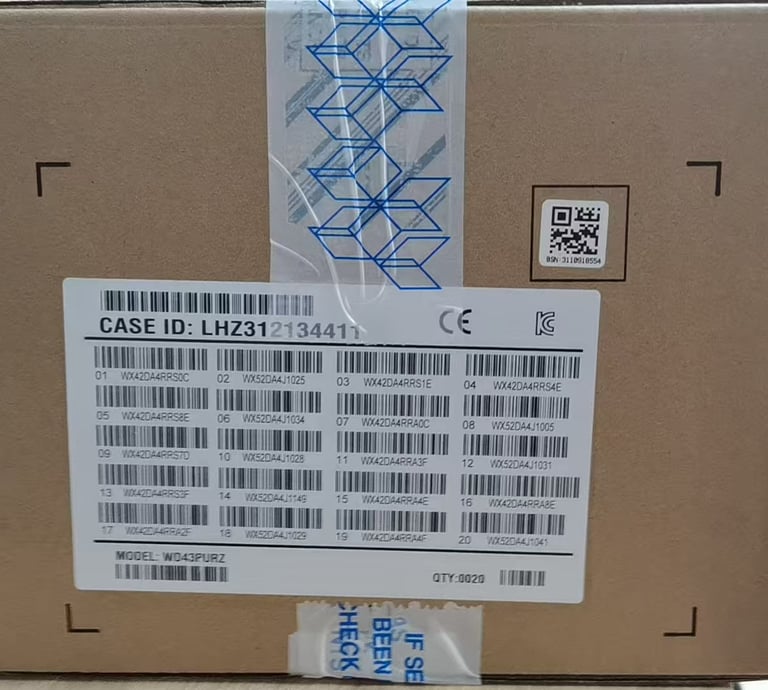 BSN:3110918554
CASE ID: LHZ312134411
CE
01 WX42DA4RRS0C 02 WX52DA4J1025 03 WX42DA4RRS1E 04 WX42DA4RRS4E
05 WX42DA4RRS8E 06 WX52DA4J1034 07 WX42DA4RRA0C 08 WX52DA4J1005
09 WX42DA4RRS7D 10 WX52DA4J1028 11 WX42DA4RRA3F 12 WX52DA4J1031
13 WX42DA4RRS3F 14 WX52DA4J1149 15 WX42DA4RRA4E 16 WX42DA4RRA8E
17 WX42DA4RRA2F 18 WX52DA4J1029 19 WX42DA4RRA4F 20 WX52DA4J1041
MODEL: WD43PURZ
QTY:0020
IF SE
BEEN
CHECK